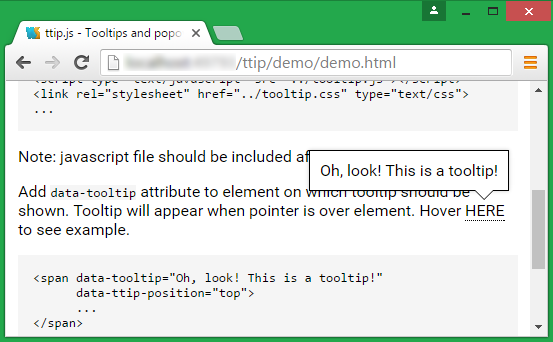 ttip.js - Tooltips and popo
/ttip/demo/demo.html
<script type="text/javascript" src="../tooltip.js"></script>
<link rel="stylesheet" href="../tooltip.css" type="text/css">
...
Note: javascript file should be included
Oh, look! This is a tooltip!
Add data-tooltip attribute to element on which tooltip should be
shown. Tooltip will appear when pointer is over element. Hover HERE
to see example.
<span data-tooltip="Oh, look! This is a tooltip!"
data-ttip-position="top">
...
</span>